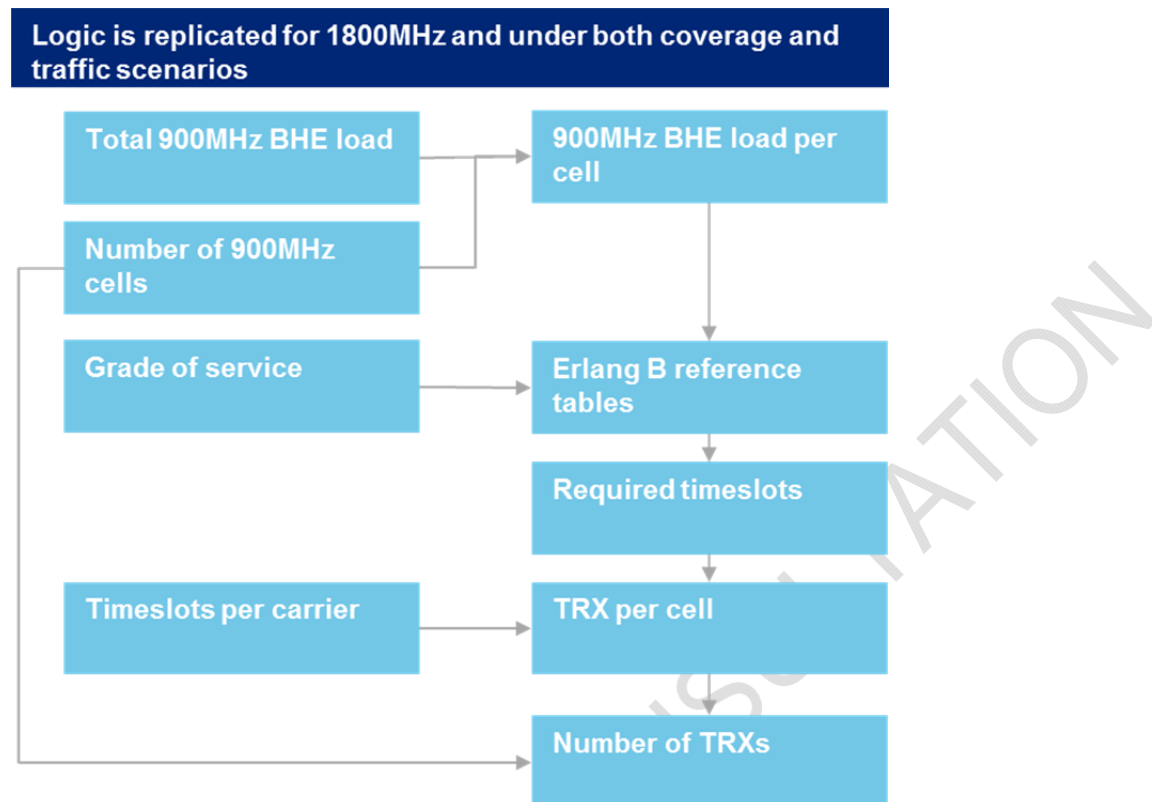 Logic is replicated for 1800MHz and under both coverage and
traffic scenarios
Total 900MHz BHE load
900MHz BHE load per
cell
Number of 900MHz
cells
Grade of service
Erlang B reference
tables
Required timeslots
Timeslots per carrier
TRX per cell
Number of TRXs